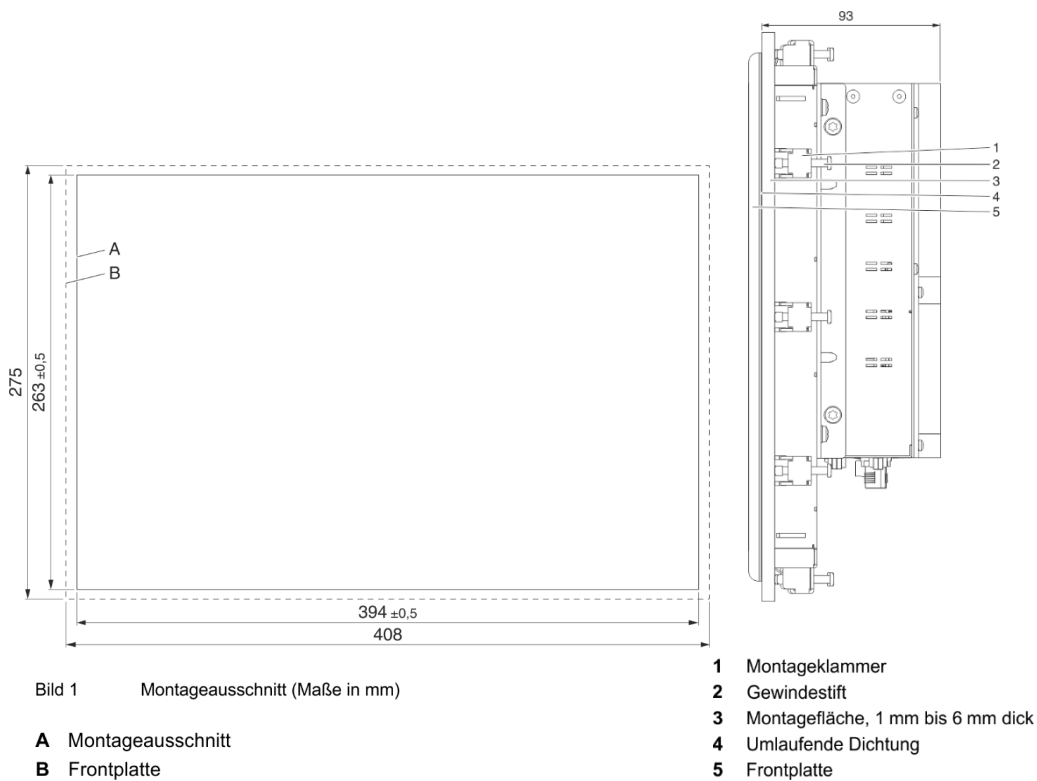 93
1
2
3
4
5
A
B
275
263 ±0,5
394 ±0,5
408
Bild 1 Montageausschnitt (Maße in mm)
A Montageausschnitt
B Frontplatte
1 Montageklammer
2 Gewindestift
3 Montagefläche, 1 mm bis 6 mm dick
4 Umlaufende Dichtung
5 Frontplatte